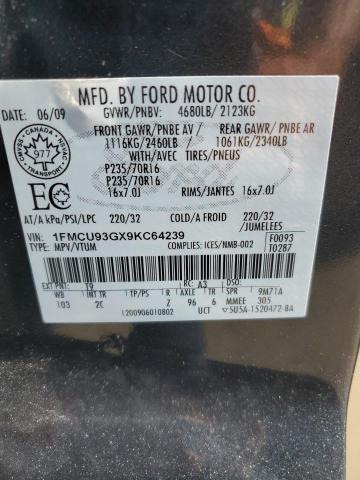 MFD. BY FORD MOTOR CO.
DATE: 06/09 GVWR/PNBV: 4680LB/ 2123KG
FRONT GAWR/PNBE AV REAR GAWR/ PNBE AR
1116KG/2460LB 1061KG/2340LB
WITH/AVEC TIRES/PNEUS
P235/70R16
P235/70R16 RIMS/JANTES 16x7.0J
16x7.0J
AT/A kPa/PSI/LPC 220/32 COLD/A FROID 220/32
/JUMELEES
VIN: 1FMCU93GX9KC64239 F0093
TYPE: MPV/VTUM COMPLIES: ICES/NMB-002 T0287
CANADA
977
EC
EXT PNT: T9 RC: A3 DSO:
WB INT TR R AXLE TR SPR 9M71A
103 2C Z 96 6 MMEE 305
1200906010802 UCT 5U5A-1520472-BA